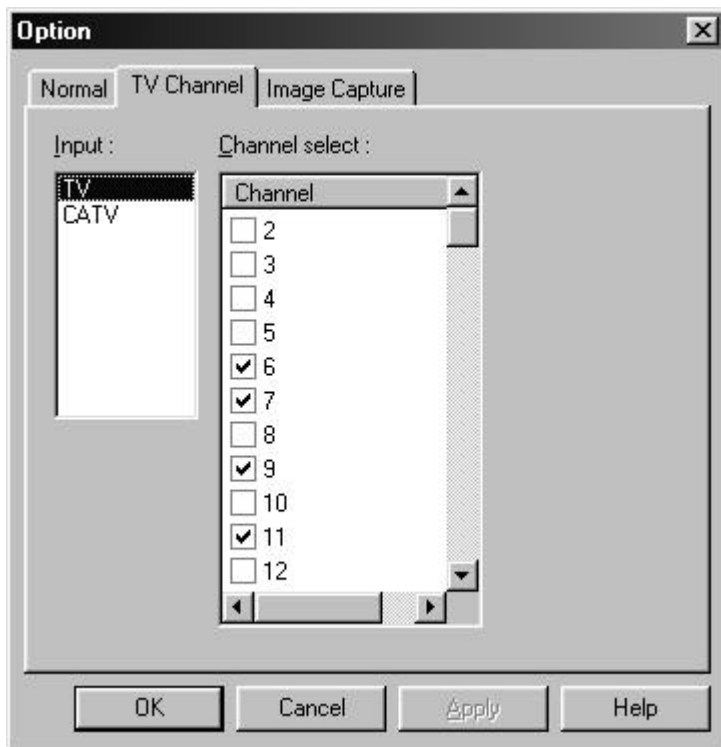 Option
Normal TV Channel Image Capture
Input : Channel select :
TV
CATV
Channel
2
3
4
5
6
7
8
9
10
11
12
OK Cancel Apply Help